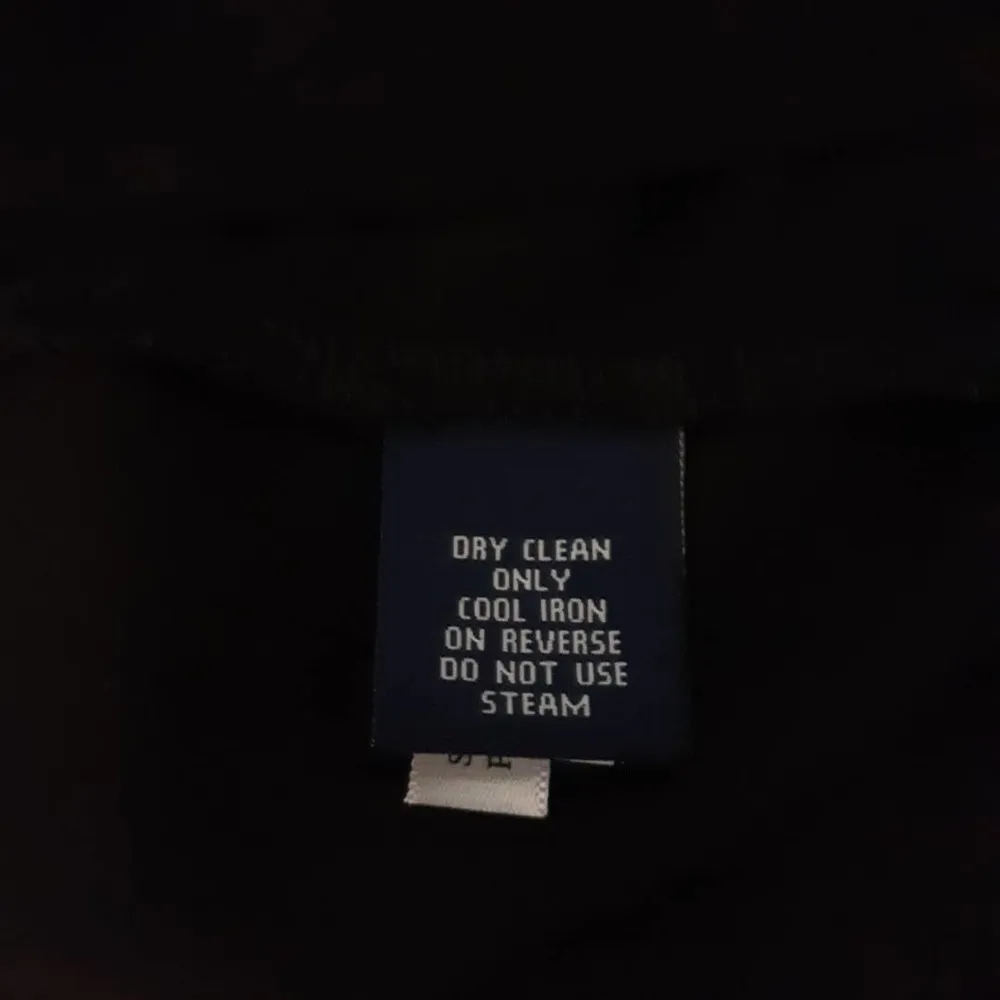 DRY CLEAN
ONLY
COOL IRON
ON REVERSE
DO NOT USE
STEAM